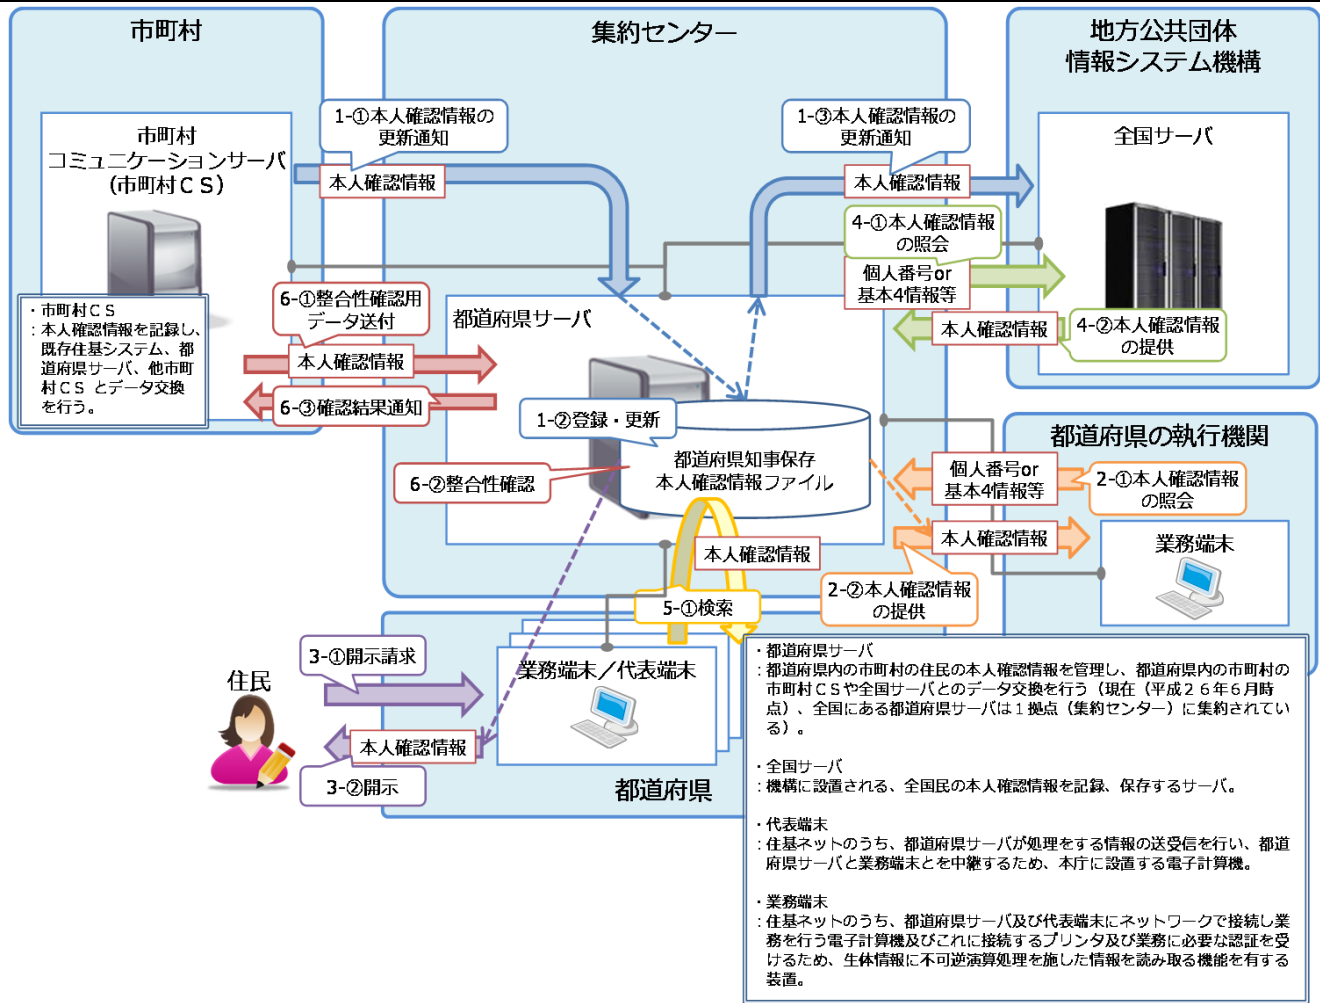 市町村
集約センター
地方公共団体
情報システム機構
市町村
コミュニケーションサーバ
(市町村ＣＳ)
1-①本人確認情報の
更新通知
本人確認情報
1-③本人確認情報の
更新通知
本人確認情報
全国サーバ
4-①本人確認情報
の照会
個人番号or
基本4情報等
本人確認情報
4-②本人確認情報
の提供
・市町村ＣＳ
：本人確認情報を記録し、
既存住基システム、都
道府県サーバ、他市町
村ＣＳ とデータ交換
を行う。
6-①整合性確認用
データ送付
本人確認情報
6-③確認結果通知
都道府県サーバ
1-②登録・更新
6-②整合性確認
都道府県知事保存
本人確認情報ファイル
都道府県の執行機関
個人番号or
基本4情報等
2-①本人確認情報
の照会
本人確認情報
業務端末
2-②本人確認情報
の提供
本人確認情報
5-①検索
3-①開示請求
住民
業務端末／代表端末
本人確認情報
3-②開示
都道府県
・都道府県サーバ
：都道府県内の市町村の住民の本人確認情報を管理し、都道府県内の市町村の
市町村ＣＳや全国サーバとのデータ交換を行う（現在（平成２６年６月時
点）、全国にある都道府県サーバは１拠点（集約センター）に集約されてい
る）。
・全国サーバ
：機構に設置される、全国民の本人確認情報を記録、保存するサーバ。
・代表端末
：住基ネットのうち、都道府県サーバが処理をする情報の送受信を行い、都道
府県サーバと業務端末とを中継するため、本庁に設置する電子計算機。
・業務端末
：住基ネットのうち、都道府県サーバ及び代表端末にネットワークで接続し業
務を行う電子計算機及びこれに接続するプリンタ及び業務に必要な認証を受
けるため、生体情報に不可逆演算処理を施した情報を読み取る機能を有する
装置。